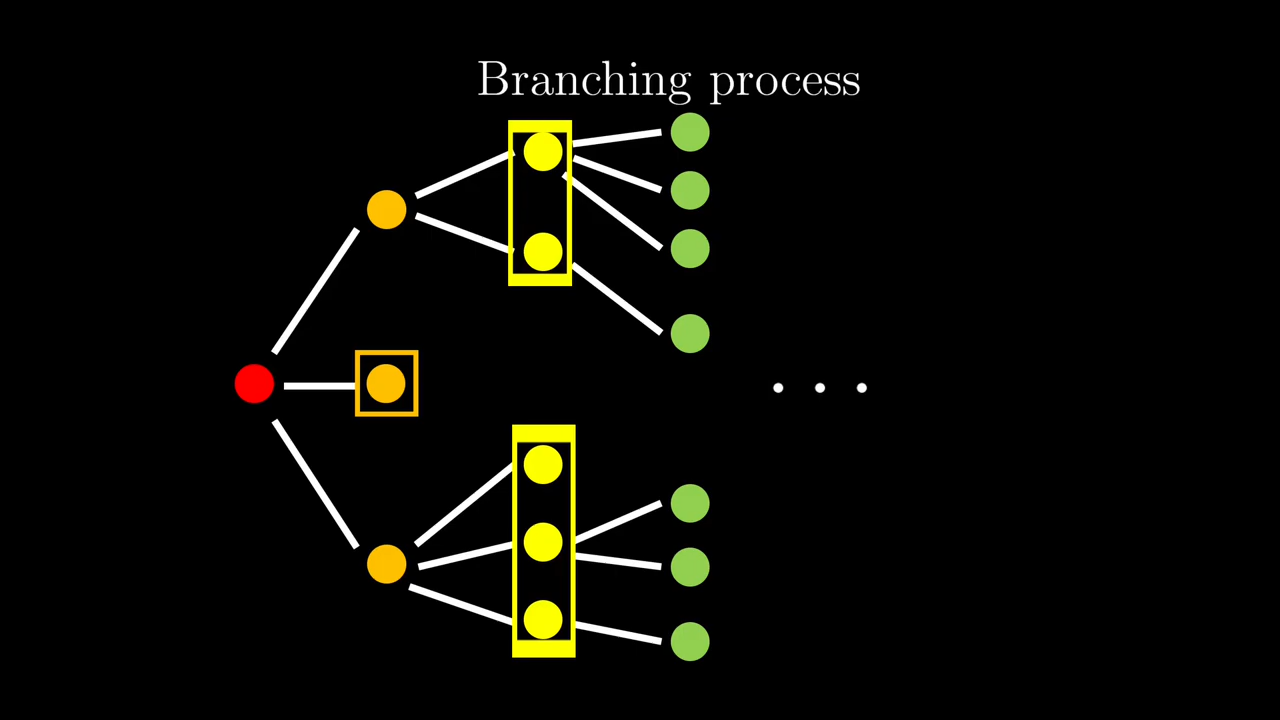 Branching process
. . .